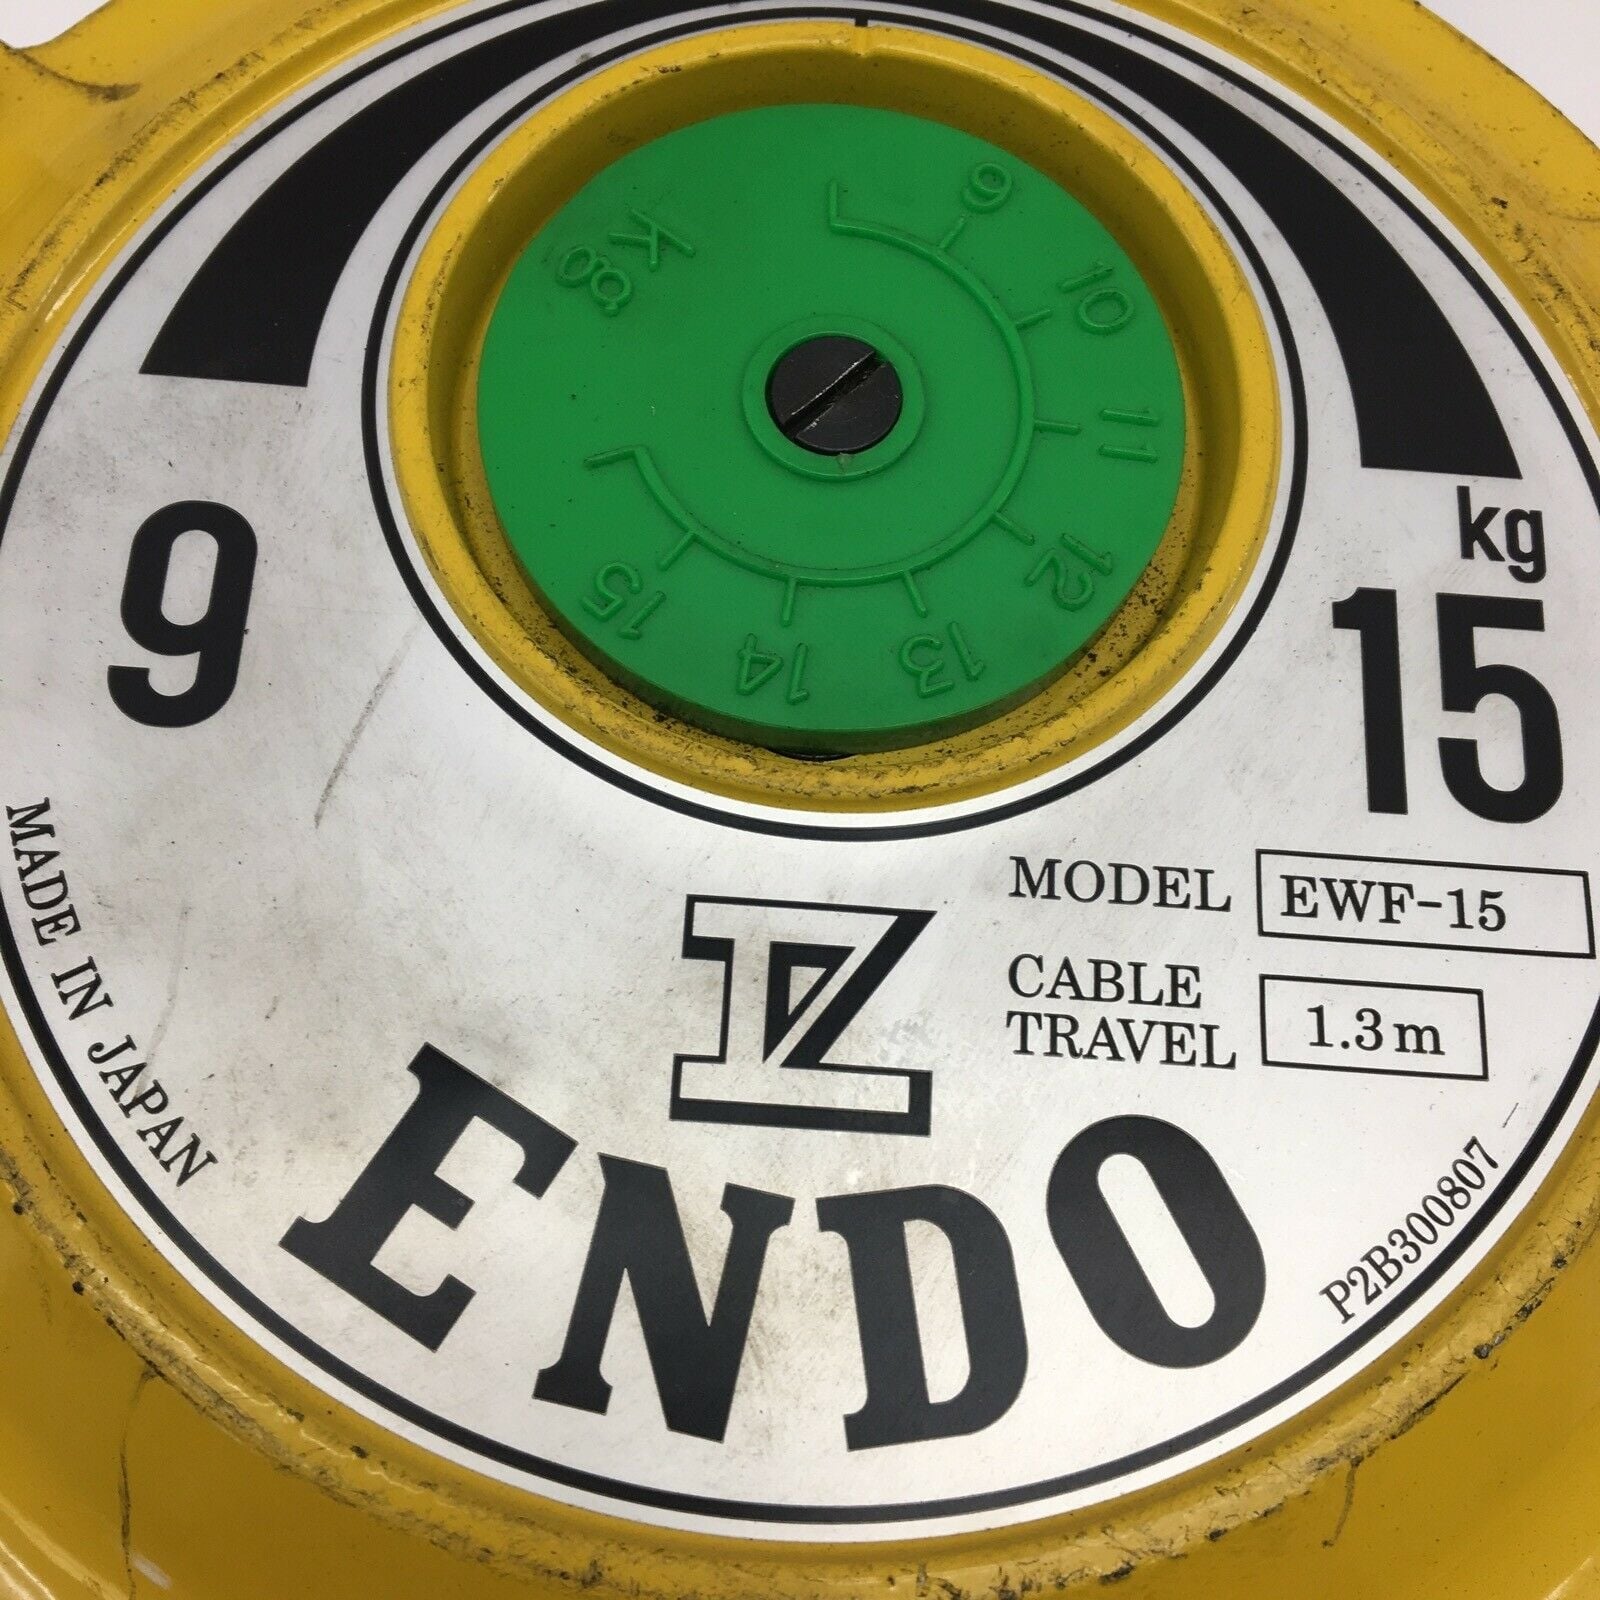 kg
9
10
11
12
13
14
15
9
kg
15
MODEL EWF-15
CABLE
TRAVEL 1.3m
MADE IN JAPAN
ENDO
P2B300807